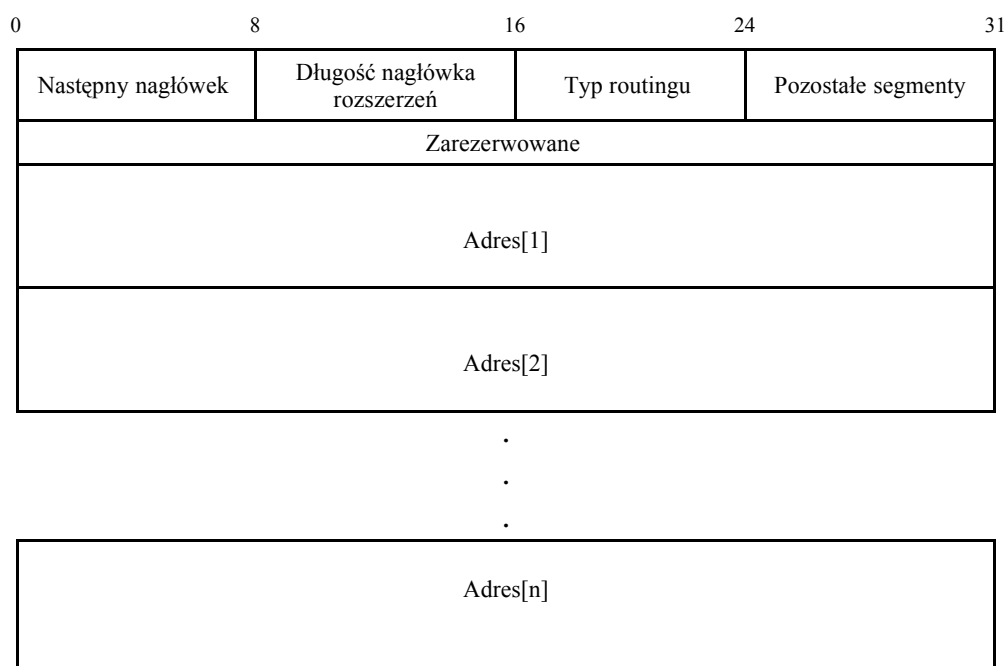 0 8 16 24 31
Następny nagłówek
Długość nagłówka
rozszerzeń
Typ routingu
Pozostałe segmenty
Zarezerwowane
Adres[1]
Adres[2]
.
.
.
Adres[n]